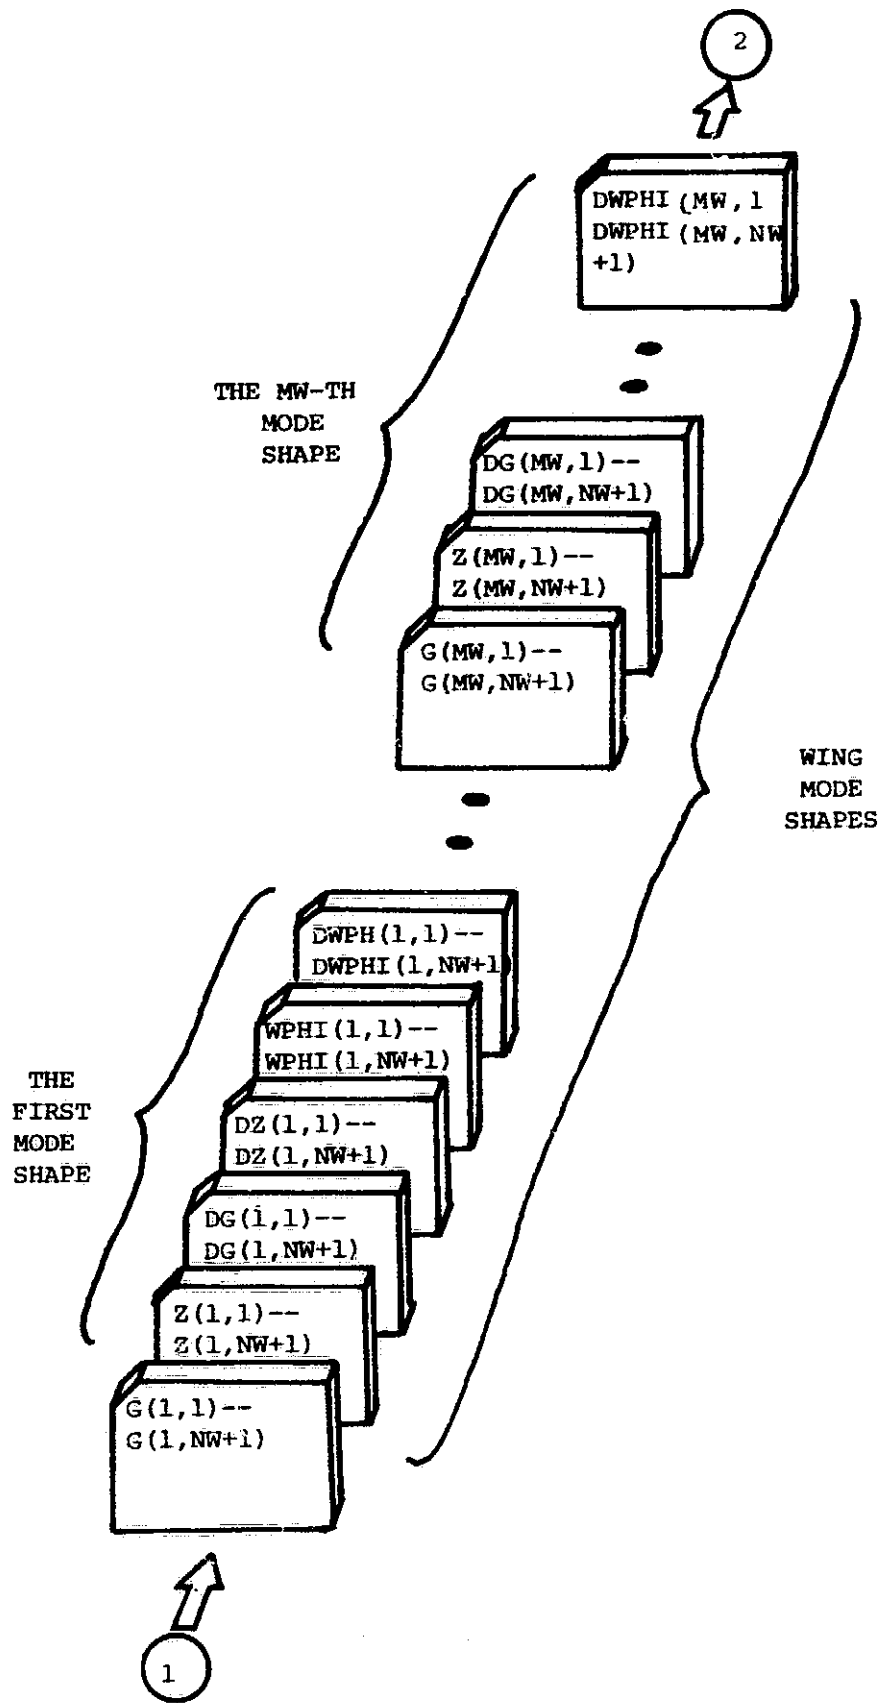 2
DWPHI (MW,1
DWPHI (MW,NW
+1)
THE MW-TH
MODE
SHAPE
DG(MW,1)--
DG(MW,NW+1)
Z(MW,1)--
Z(MW,NW+1)
G(MW,1)--
G(MW,NW+1)
WING
MODE
SHAPES
DWPH(1,1)--
DWPHI(1,NW+1)
WPHI(1,1)--
WPHI(1,NW+1)
THE
FIRST
MODE
SHAPE
DZ(1,1)--
DZ(1,NW+1)
DG(1,1)--
DG(1,NW+1)
Z(1,1)--
Z(1,NW+1)
G(1,1)--
G(1,NW+1)
1